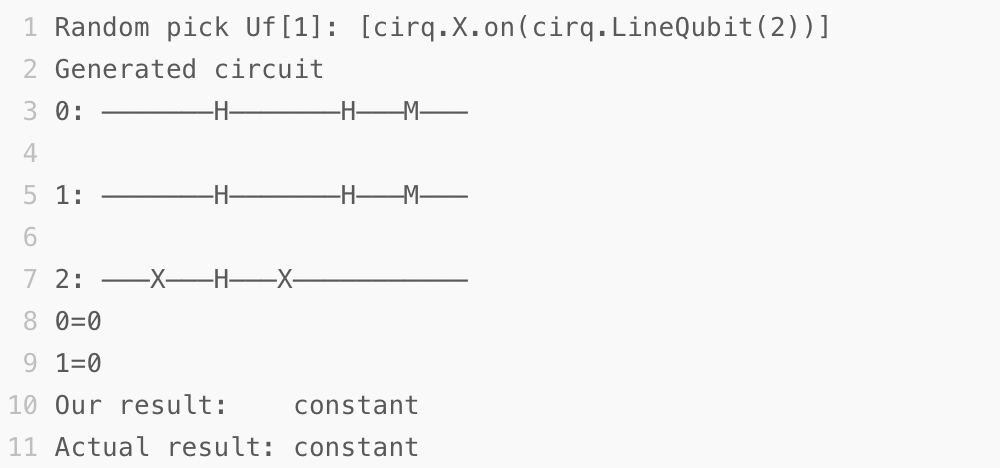 1 Random pick Uf[1]: [cirq.X.on(cirq.LineQubit(2))]
2 Generated circuit
3 0: ───────H───────H───M───
4
5 1: ───────H───────H───M───
6
7 2: ───X───H───X───────────
8 0=0
9 1=0
10 Our result:    constant
11 Actual result: constant